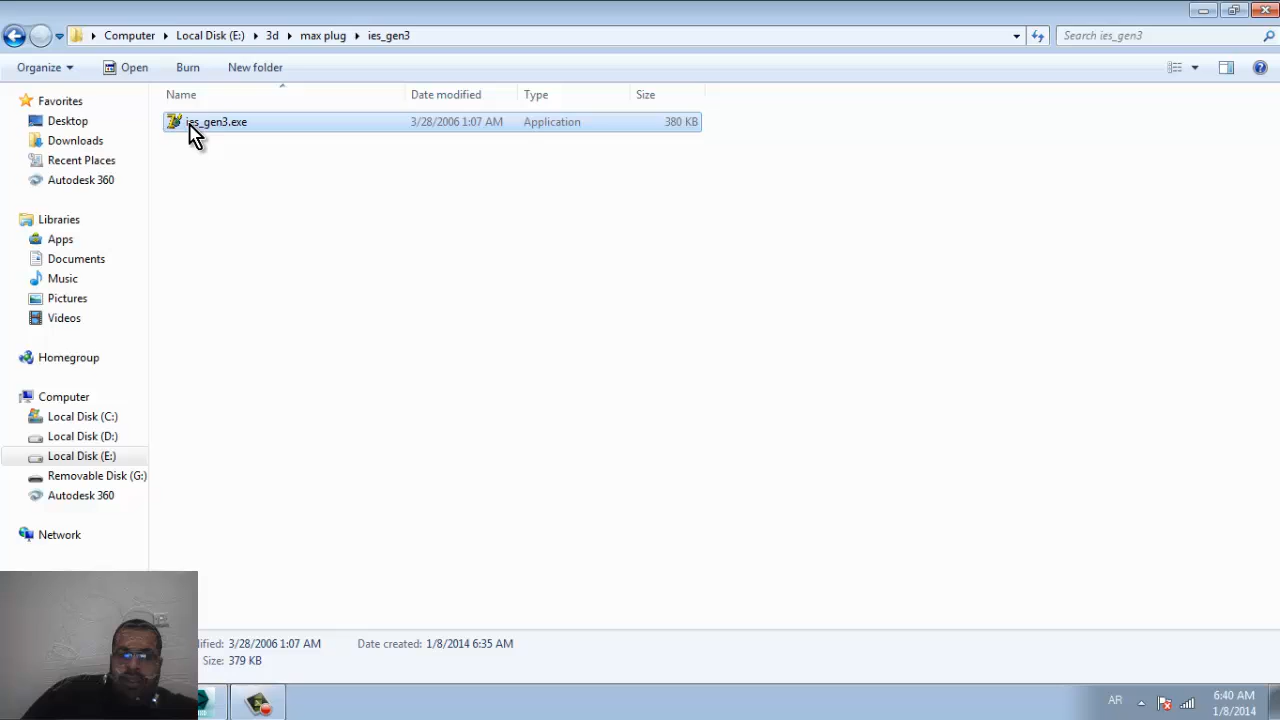 Computer Local Disk (E:) 3d max plug ies_gen3
Search ies_gen3
Organize Open Burn New folder
Name Date modified Type Size
ies_gen3.exe 3/28/2006 1:07 AM Application 380 KB
Favorites
Desktop
Downloads
Recent Places
Autodesk 360
Libraries
Apps
Documents
Music
Pictures
Videos
Homegroup
Computer
Local Disk (C:)
Local Disk (D:)
Local Disk (E:)
Removable Disk (G:)
Autodesk 360
Network
3/28/2006 1:07 AM Date created: 1/8/2014 6:35 AM
Size: 379 KB
AR 6:40 AM
1/8/2014